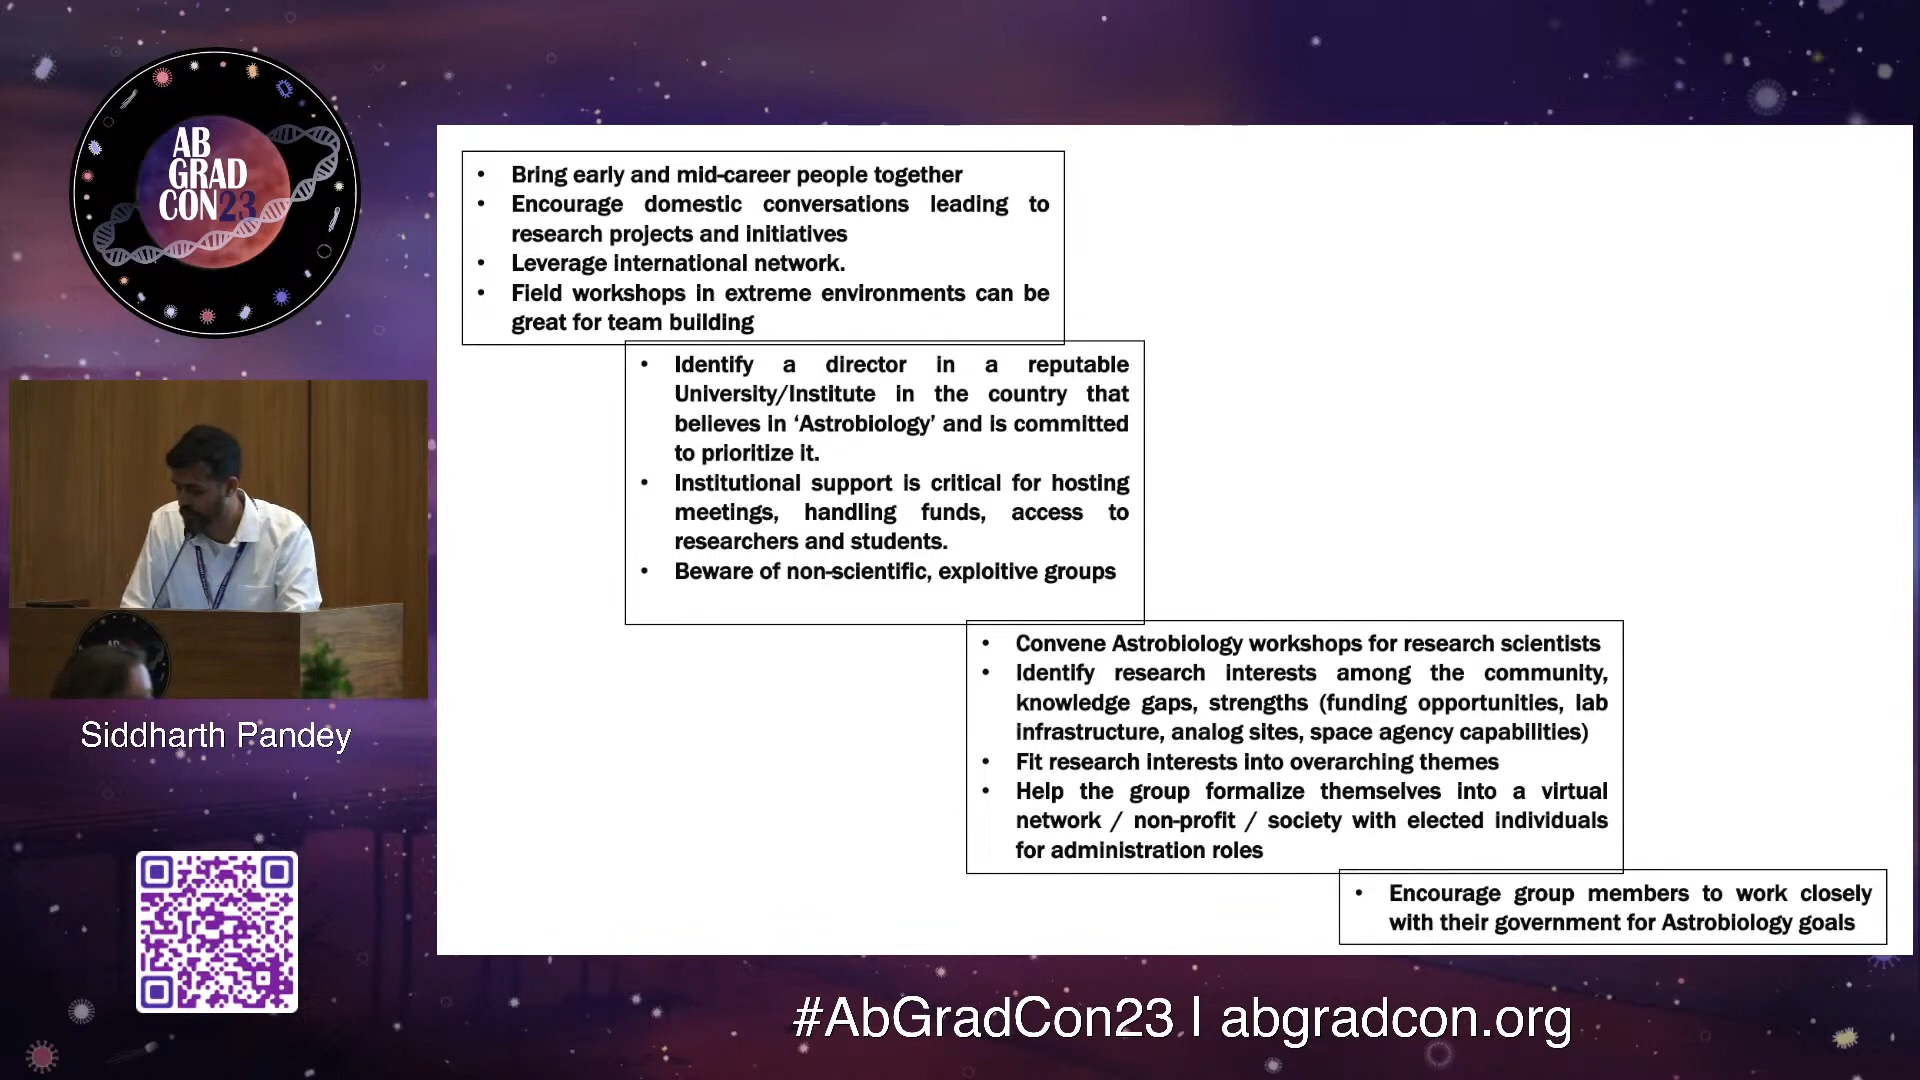 AB
GRAD
CON23
• Bring early and mid-career people together
• Encourage domestic conversations leading to
research projects and initiatives
• Leverage international network.
• Field workshops in extreme environments can be
great for team building
• Identify a director in a reputable
University/Institute in the country that
believes in ‘Astrobiology’ and is committed
to prioritize it.
• Institutional support is critical for hosting
meetings, handling funds, access to
researchers and students.
• Beware of non-scientific, exploitive groups
• Convene Astrobiology workshops for research scientists
• Identify research interests among the community,
knowledge gaps, strengths (funding opportunities, lab
infrastructure, analog sites, space agency capabilities)
• Fit research interests into overarching themes
• Help the group formalize themselves into a virtual
network / non-profit / society with elected individuals
for administration roles
• Encourage group members to work closely
with their government for Astrobiology goals
Siddharth Pandey
#AbGradCon23 | abgradcon.org